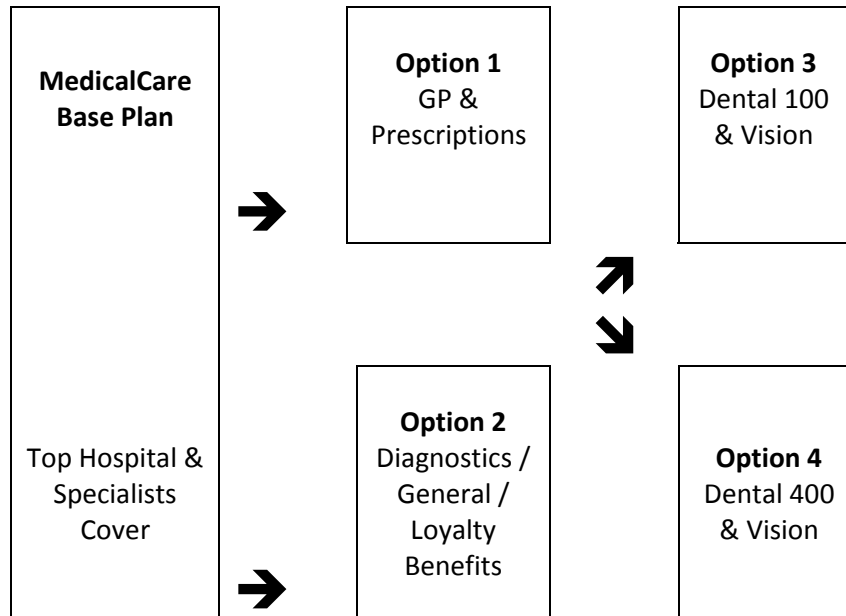 MedicalCare
Base Plan
Top Hospital &
Specialists
Cover
Option 1
GP &
Prescriptions
Option 2
Diagnostics /
General /
Loyalty
Benefits
Option 3
Dental 100
& Vision
Option 4
Dental 400
& Vision